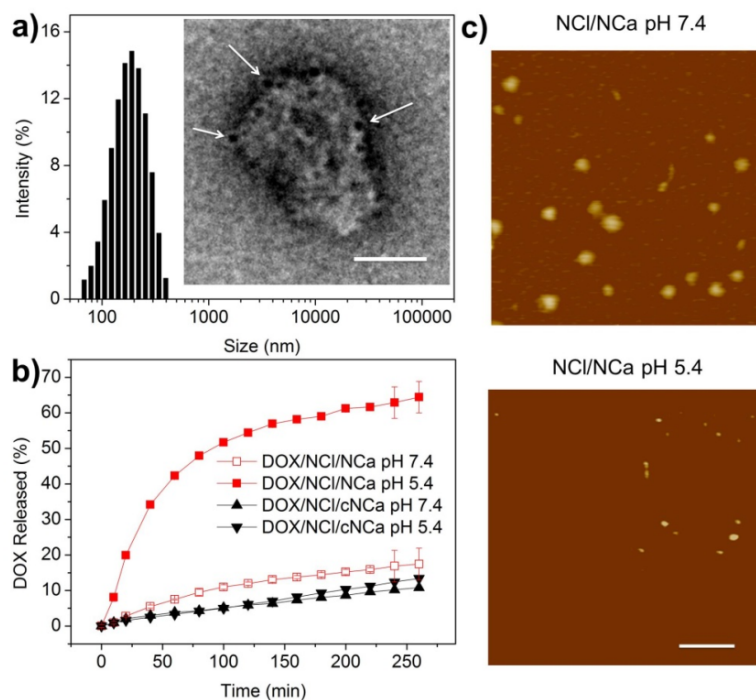 a)
16
12
8
4
0
Intensity (%)
100 1000 10000 100000
Size (nm)
b)
70
60
50
40
30
20
10
0
DOX Released (%)
DOX/NCl/NCa pH 7.4
DOX/NCl/NCa pH 5.4
DOX/NCl/cNCa pH 7.4
DOX/NCl/cNCa pH 5.4
0 50 100 150 200 250
Time (min)
c)
NCl/NCa pH 7.4
NCl/NCa pH 5.4